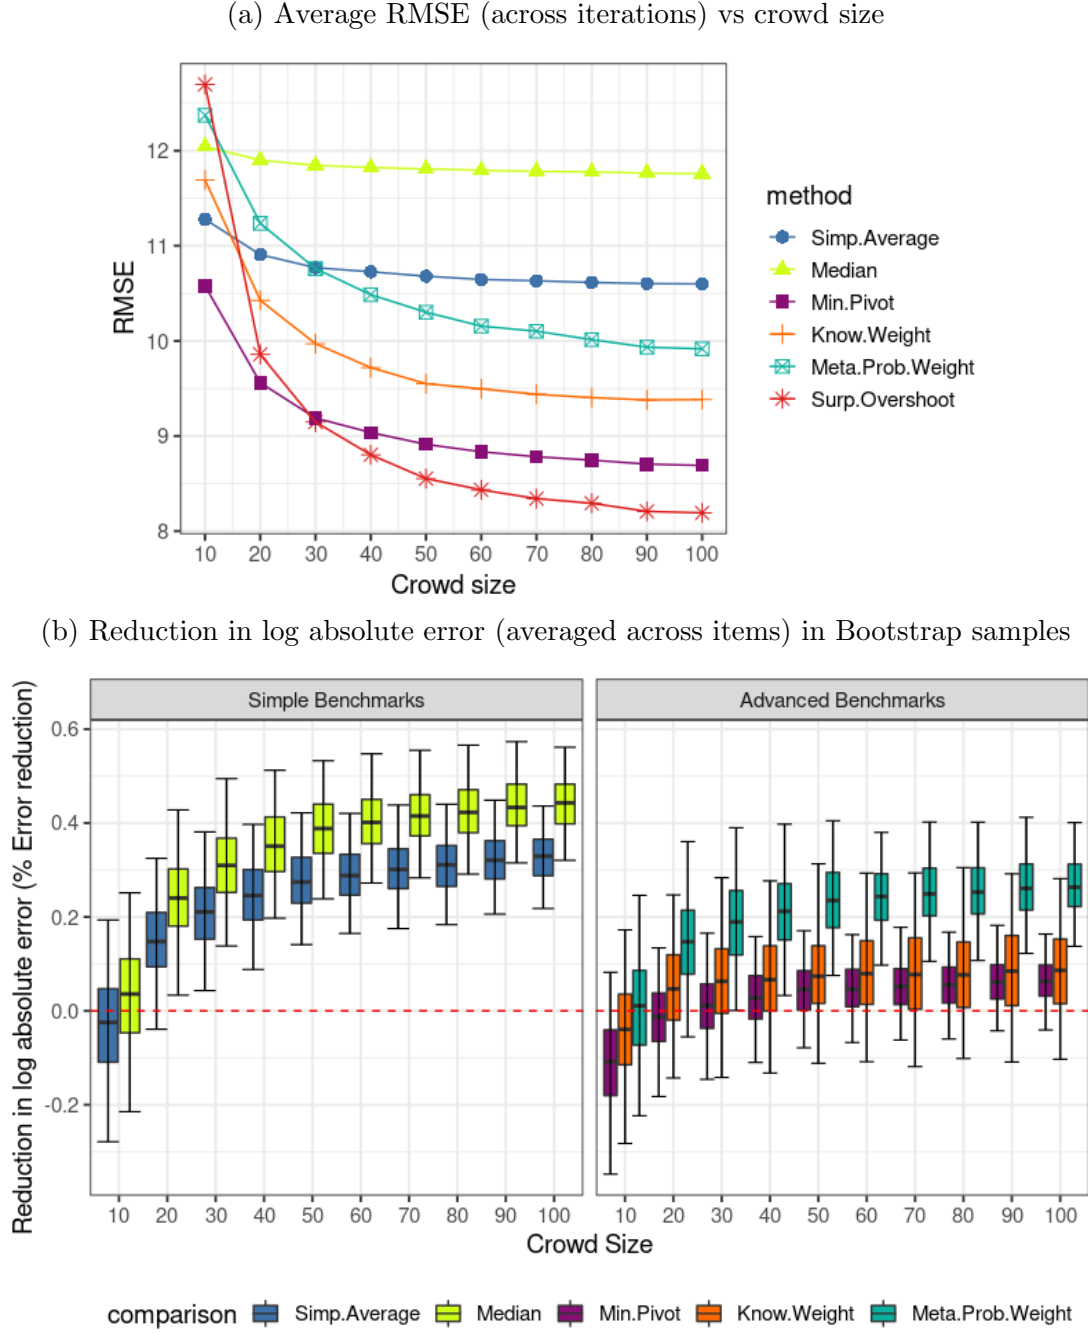 (a) Average RMSE (across iterations) vs crowd size
12
11
10
9
8
RMSE
10 20 30 40 50 60 70 80 90 100
Crowd size
method
Simp.Average
Median
Min.Pivot
Know.Weight
Meta.Prob.Weight
Surp.Overshoot
(b) Reduction in log absolute error (averaged across items) in Bootstrap samples
Simple Benchmarks
Advanced Benchmarks
Reduction in log absolute error (% Error reduction)
0.6
0.4
0.2
0.0
-0.2
10 20 30 40 50 60 70 80 90 100
10 20 30 40 50 60 70 80 90 100
Crowd Size
comparison Simp.Average Median Min.Pivot Know.Weight Meta.Prob.Weight